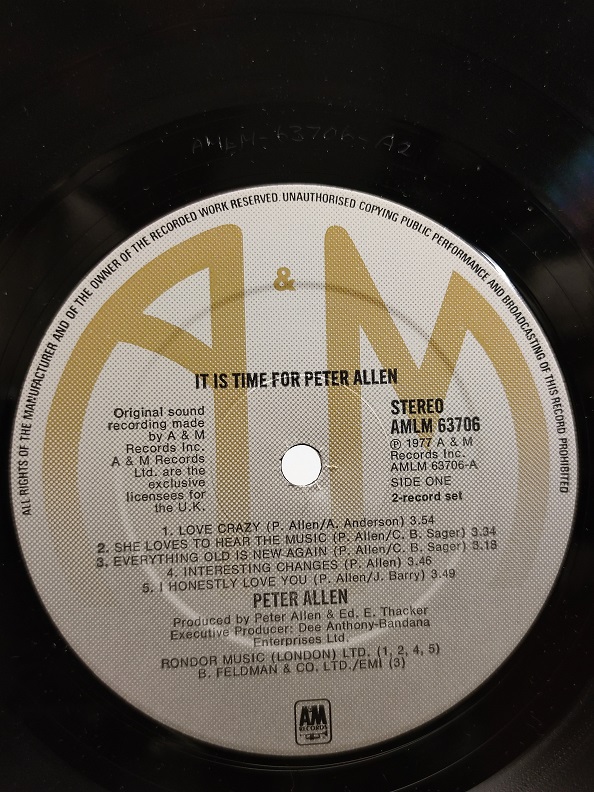 AMLM-63706-A2
ALL RIGHTS OF THE MANUFACTURER AND OF THE OWNER OF THE RECORDED WORK RESERVED. UNAUTHORISED COPYING PUBLIC PERFORMANCE AND BROADCASTING OF THIS RECORD PROHIBITED
A & M
IT IS TIME FOR PETER ALLEN
Original sound
recording made
by A & M
Records Inc.
A & M Records
Ltd. are the
exclusive
licensees for
the U.K.
STEREO
AMLM 63706
℗ 1977 A & M
Records Inc.
AMLM 63706-A
SIDE ONE
2-record set
1. LOVE CRAZY (P. Allen/A. Anderson) 3.54
2. SHE LOVES TO HEAR THE MUSIC (P. Allen/C. B. Sager) 3.34
3. EVERYTHING OLD IS NEW AGAIN (P. Allen/C. B. Sager) 3.18
4. INTERESTING CHANGES (P. Allen) 3.46
5. I HONESTLY LOVE YOU (P. Allen/J. Barry) 3.49
PETER ALLEN
Produced by Peter Allen & Ed. E. Thacker
Executive Producer: Dee Anthony-Bandana
Enterprises Ltd.
RONDOR MUSIC (LONDON) LTD. (1, 2, 4, 5)
B. FELDMAN & CO. LTD./EMI (3)
A&M
RECORDS